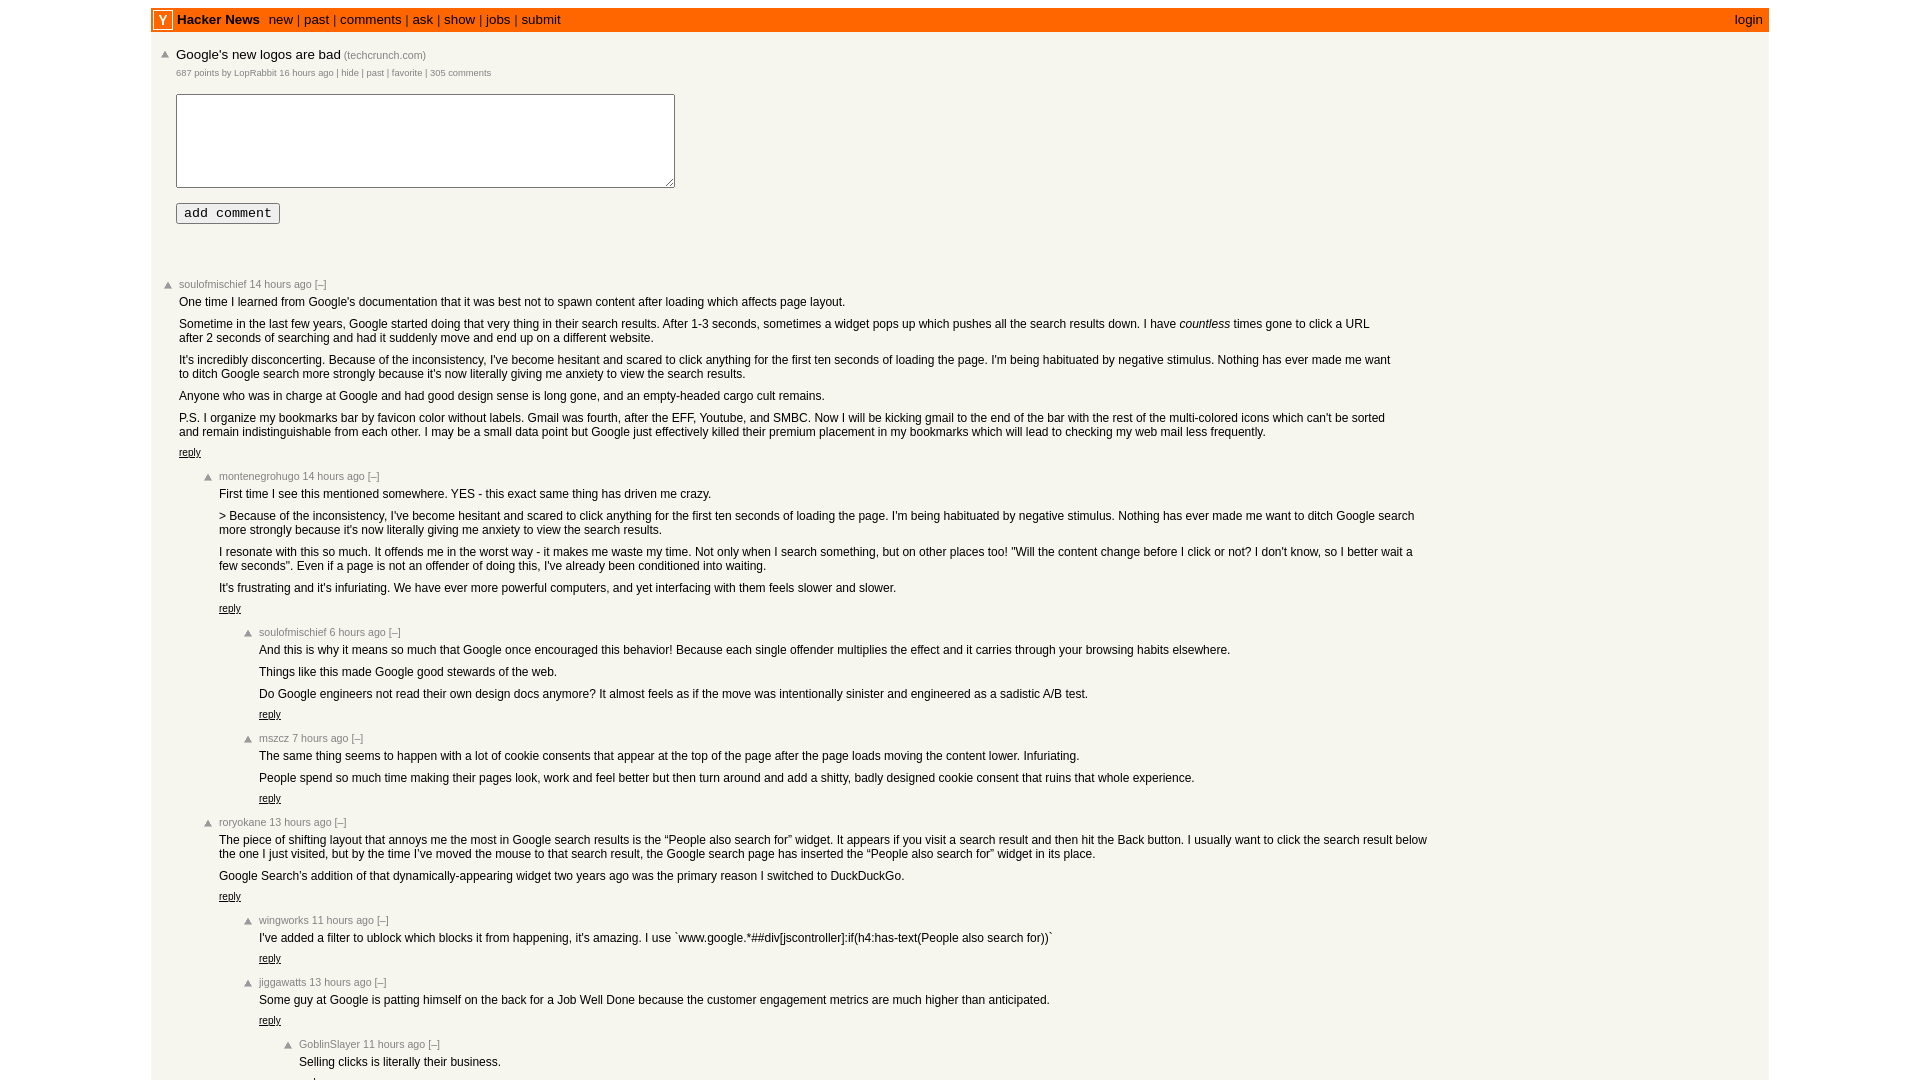 Y Hacker News new | past | comments | ask | show | jobs | submit login
Google's new logos are bad (techcrunch.com)
687 points by LopRabbit 16 hours ago | hide | past | favorite | 305 comments
add comment
soulofmischief 14 hours ago [–]
One time I learned from Google's documentation that it was best not to spawn content after loading which affects page layout.
Sometime in the last few years, Google started doing that very thing in their search results. After 1-3 seconds, sometimes a widget pops up which pushes all the search results down. I have countless times gone to click a URL
after 2 seconds of searching and had it suddenly move and end up on a different website.
It's incredibly disconcerting. Because of the inconsistency, I've become hesitant and scared to click anything for the first ten seconds of loading the page. I'm being habituated by negative stimulus. Nothing has ever made me want
to ditch Google search more strongly because it's now literally giving me anxiety to view the search results.
Anyone who was in charge at Google and had good design sense is long gone, and an empty-headed cargo cult remains.
P.S. I organize my bookmarks bar by favicon color without labels. Gmail was fourth, after the EFF, Youtube, and SMBC. Now I will be kicking gmail to the end of the bar with the rest of the multi-colored icons which can't be sorted
and remain indistinguishable from each other. I may be a small data point but Google just effectively killed their premium placement in my bookmarks which will lead to checking my web mail less frequently.
reply
montenegrohugo 14 hours ago [–]
First time I see this mentioned somewhere. YES - this exact same thing has driven me crazy.
> Because of the inconsistency, I've become hesitant and scared to click anything for the first ten seconds of loading the page. I'm being habituated by negative stimulus. Nothing has ever made me want to ditch Google search
more strongly because it's now literally giving me anxiety to view the search results.
I resonate with this so much. It offends me in the worst way - it makes me waste my time. Not only when I search something, but on other places too! "Will the content change before I click or not? I don't know, so I better wait a
few seconds". Even if a page is not an offender of doing this, I've already been conditioned into waiting.
It's frustrating and it's infuriating. We have ever more powerful computers, and yet interfacing with them feels slower and slower.
reply
soulofmischief 6 hours ago [–]
And this is why it means so much that Google once encouraged this behavior! Because each single offender multiplies the effect and it carries through your browsing habits elsewhere.
Things like this made Google good stewards of the web.
Do Google engineers not read their own design docs anymore? It almost feels as if the move was intentionally sinister and engineered as a sadistic A/B test.
reply
mszcz 7 hours ago [–]
The same thing seems to happen with a lot of cookie consents that appear at the top of the page after the page loads moving the content lower. Infuriating.
People spend so much time making their pages look, work and feel better but then turn around and add a shitty, badly designed cookie consent that ruins that whole experience.
reply
roryokane 13 hours ago [–]
The piece of shifting layout that annoys me the most in Google search results is the “People also search for” widget. It appears if you visit a search result and then hit the Back button. I usually want to click the search result below
the one I just visited, but by the time I’ve moved the mouse to that search result, the Google search page has inserted the “People also search for” widget in its place.
Google Search’s addition of that dynamically-appearing widget two years ago was the primary reason I switched to DuckDuckGo.
reply
wingworks 11 hours ago [–]
I've added a filter to ublock which blocks it from happening, it's amazing. I use `www.google.*##div[jscontroller]:if(h4:has-text(People also search for))`
reply
jiggawatts 13 hours ago [–]
Some guy at Google is patting himself on the back for a Job Well Done because the customer engagement metrics are much higher than anticipated.
reply
GoblinSlayer 11 hours ago [–]
Selling clicks is literally their business.